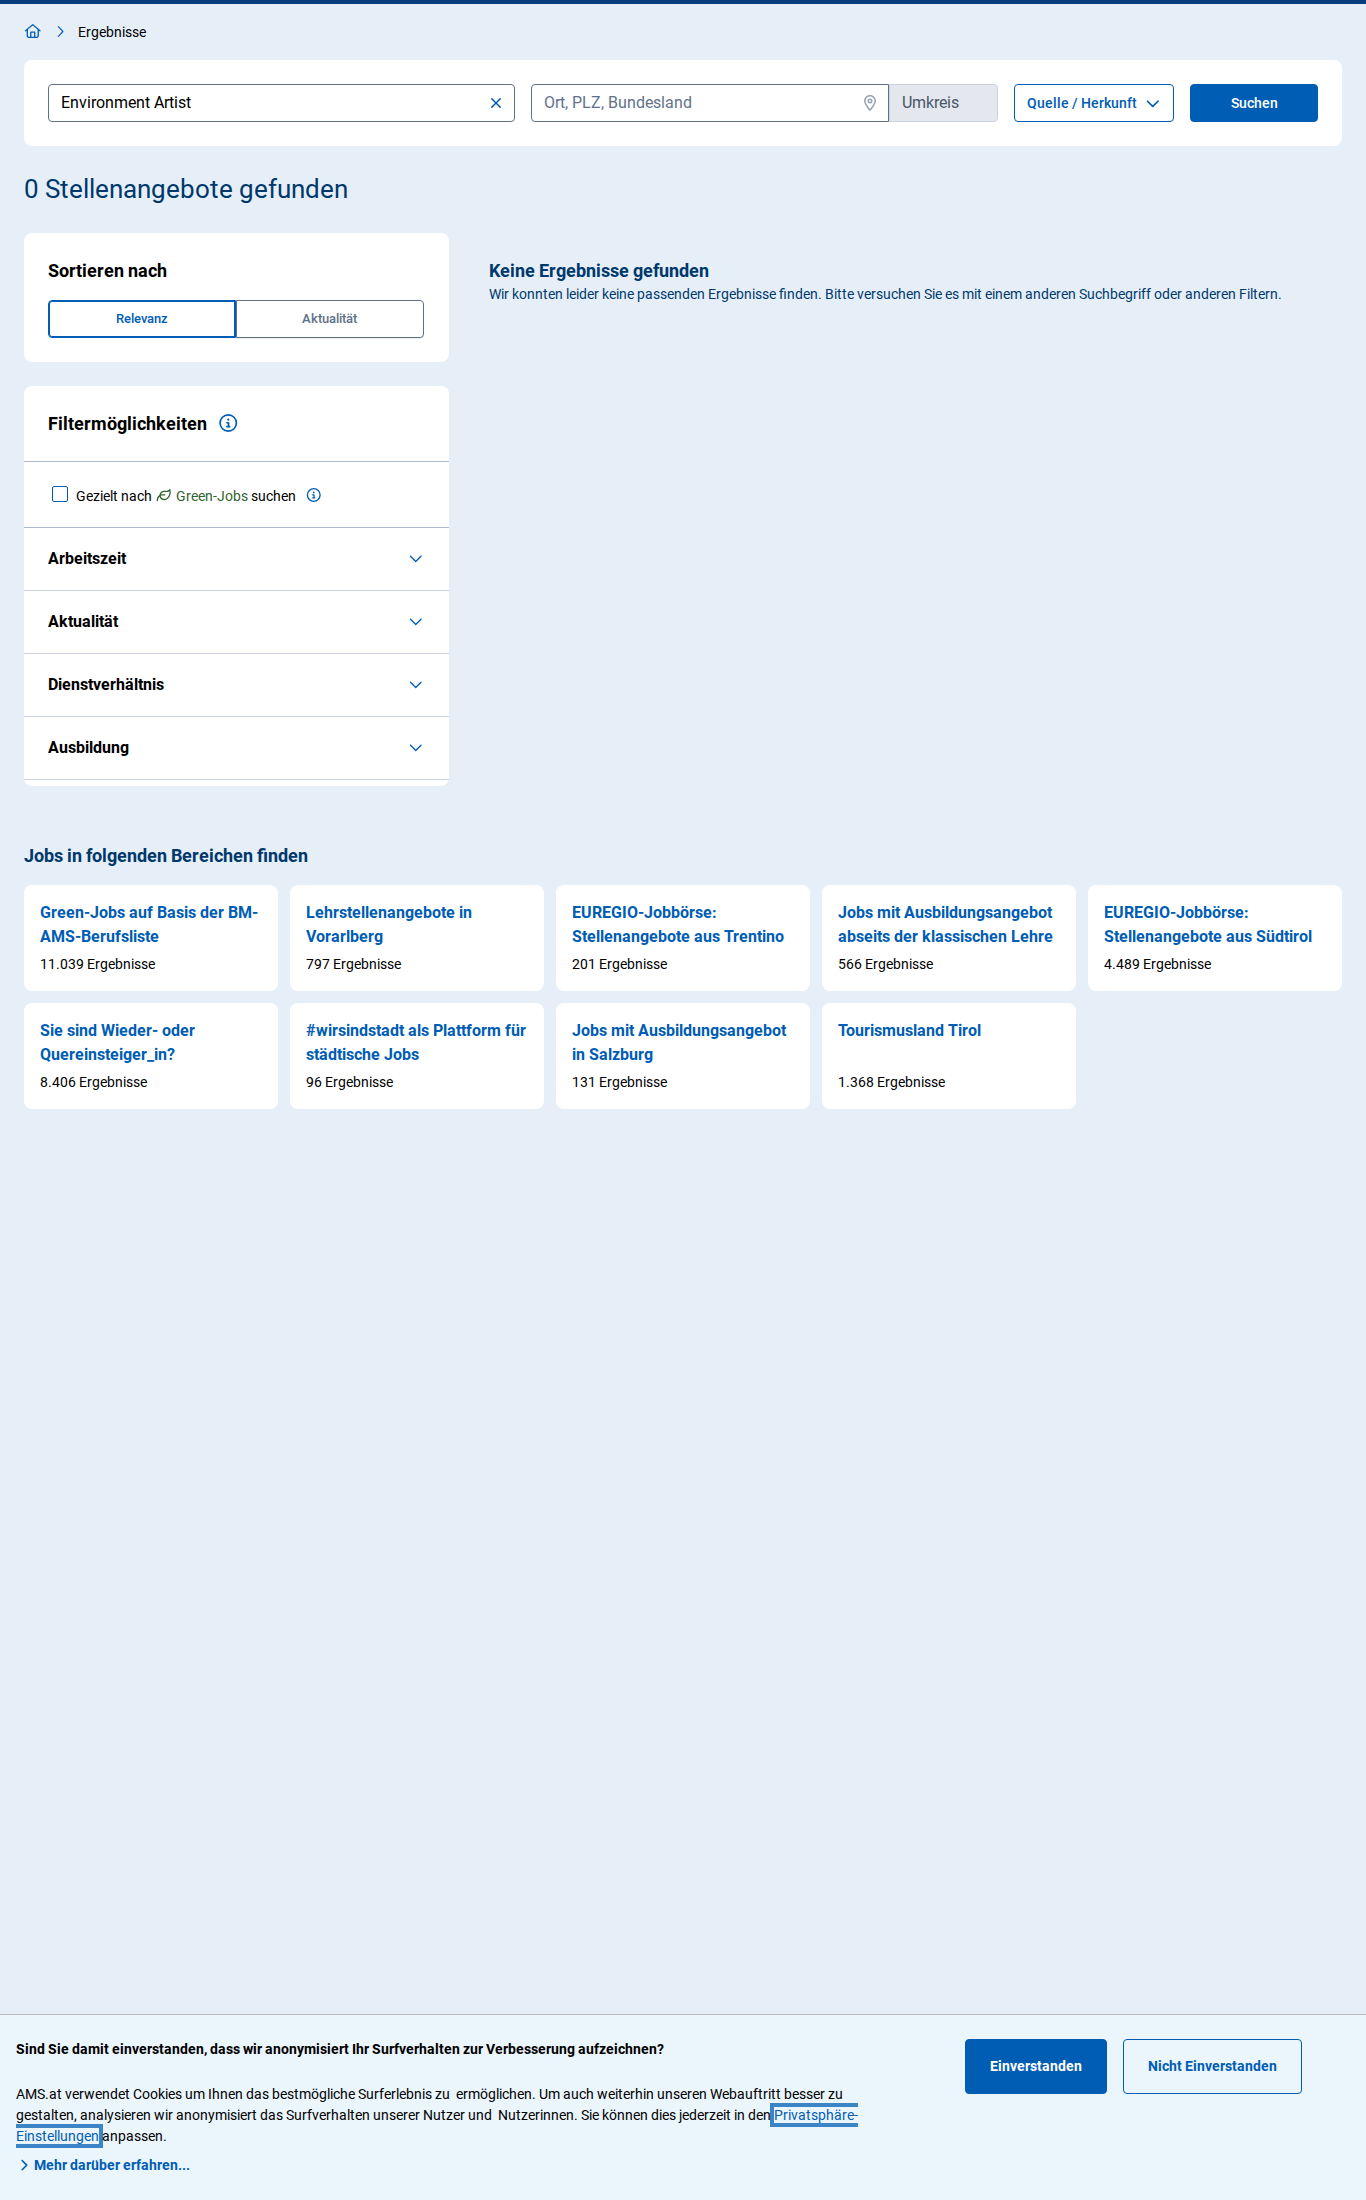 Ergebnisse
Environment Artist
Ort, PLZ, Bundesland
Umkreis
Quelle / Herkunft
Suchen
0 Stellenangebote gefunden
Sortieren nach
Relevanz
Aktualität
Keine Ergebnisse gefunden
Wir konnten leider keine passenden Ergebnisse finden. Bitte versuchen Sie es mit einem anderen Suchbegriff oder anderen Filtern.
Filtermöglichkeiten
Gezielt nach Green-Jobs suchen
Arbeitszeit
Aktualität
Dienstverhältnis
Ausbildung
Jobs in folgenden Bereichen finden
Green-Jobs auf Basis der BM-
AMS-Berufsliste
11.039 Ergebnisse
Lehrstellenangebote in
Vorarlberg
797 Ergebnisse
EUREGIO-Jobbörse:
Stellenangebote aus Trentino
201 Ergebnisse
Jobs mit Ausbildungsangebot
abseits der klassischen Lehre
566 Ergebnisse
EUREGIO-Jobbörse:
Stellenangebote aus Südtirol
4.489 Ergebnisse
Sie sind Wieder- oder
Quereinsteiger_in?
8.406 Ergebnisse
#wirsindstadt als Plattform für
städtische Jobs
96 Ergebnisse
Jobs mit Ausbildungsangebot
in Salzburg
131 Ergebnisse
Tourismusland Tirol
1.368 Ergebnisse
Sind Sie damit einverstanden, dass wir anonymisiert Ihr Surfverhalten zur Verbesserung aufzeichnen?
AMS.at verwendet Cookies um Ihnen das bestmögliche Surferlebnis zu ermöglichen. Um auch weiterhin unseren Webauftritt besser zu
gestalten, analysieren wir anonymisiert das Surfverhalten unserer Nutzer und Nutzerinnen. Sie können dies jederzeit in den Privatsphäre-
Einstellungen anpassen.
Mehr darüber erfahren...
Einverstanden
Nicht Einverstanden